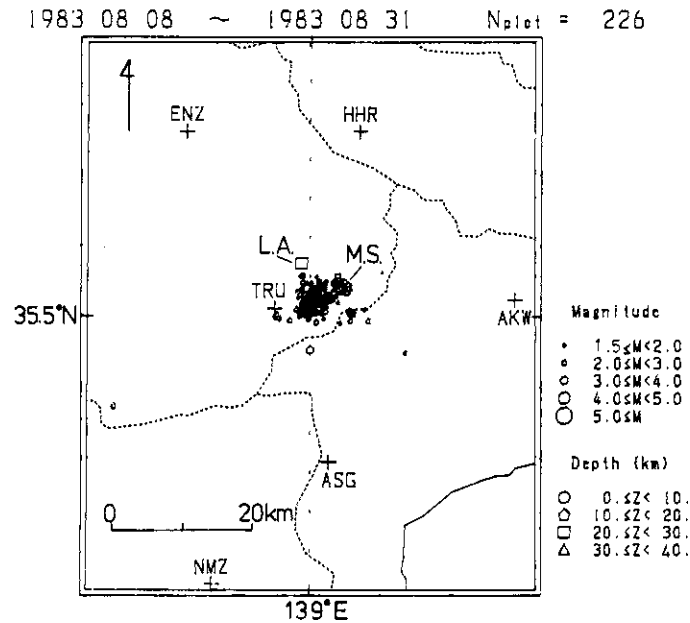 1983 08 08 ~ 1983 08 31 Nplot = 226
4
ENZ
HHR
L.A.
M.S.
TRU
35.5°N
AKW
ASG
0 20km
NMZ
139°E
Magnitude
1.5≤M<2.0
2.0≤M<3.0
3.0≤M<4.0
4.0≤M<5.0
5.0≤M
Depth (km)
0.≤Z< 10.
10.≤Z< 20.
20.≤Z< 30.
30.≤Z< 40.